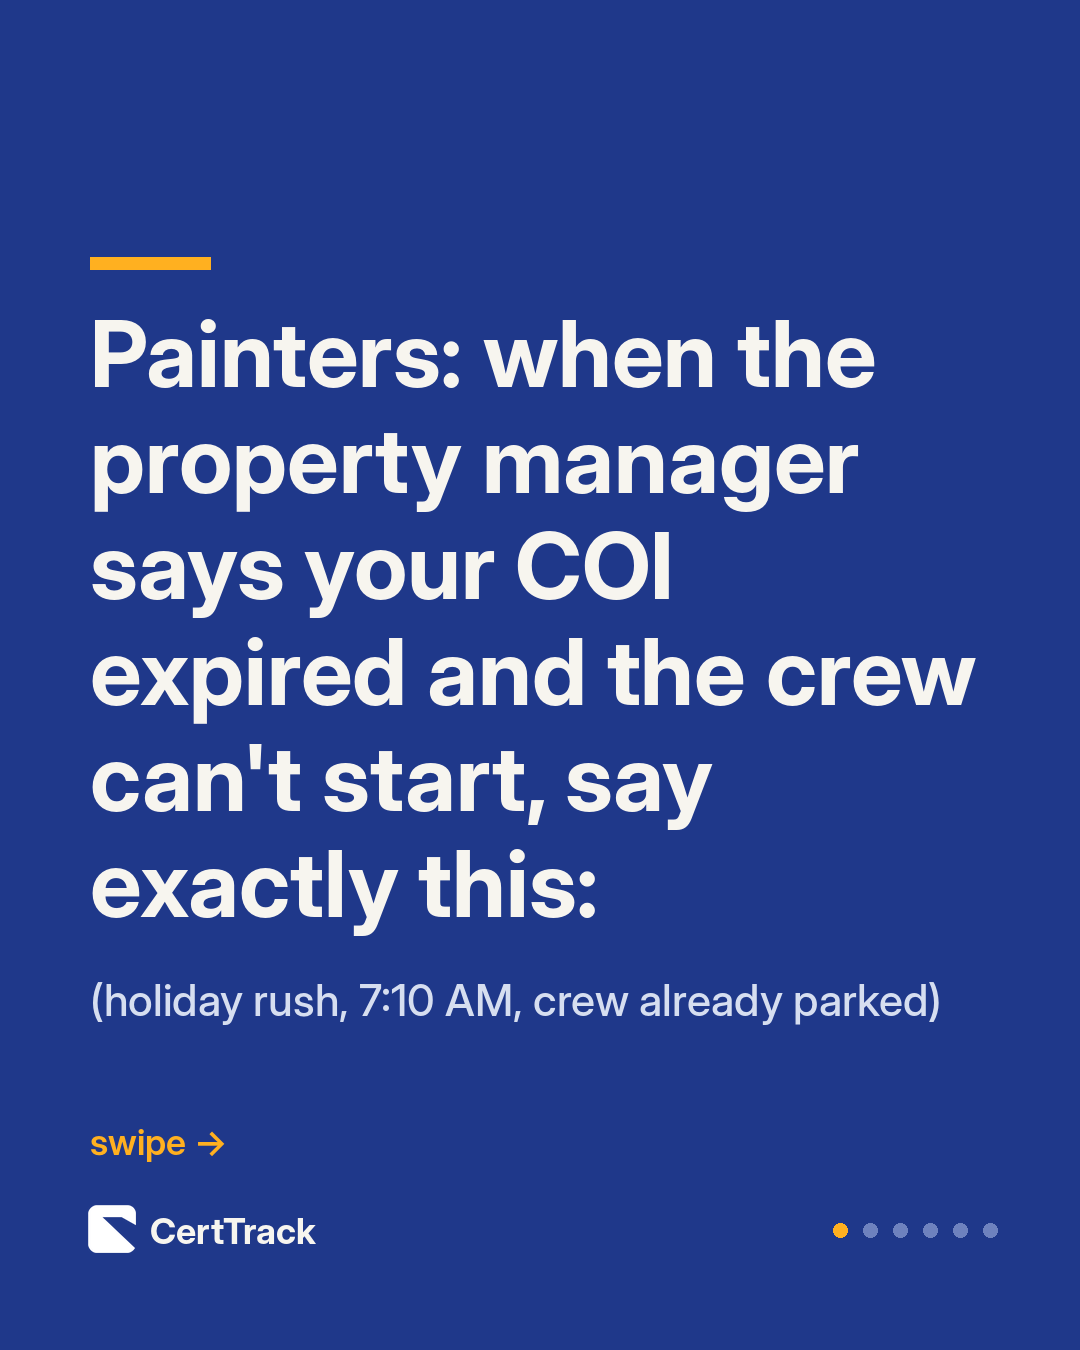 Painters: when the
property manager
says your COI
expired and the crew
can't start, say
exactly this:
(holiday rush, 7:10 AM, crew already parked)
swipe →
CertTrack